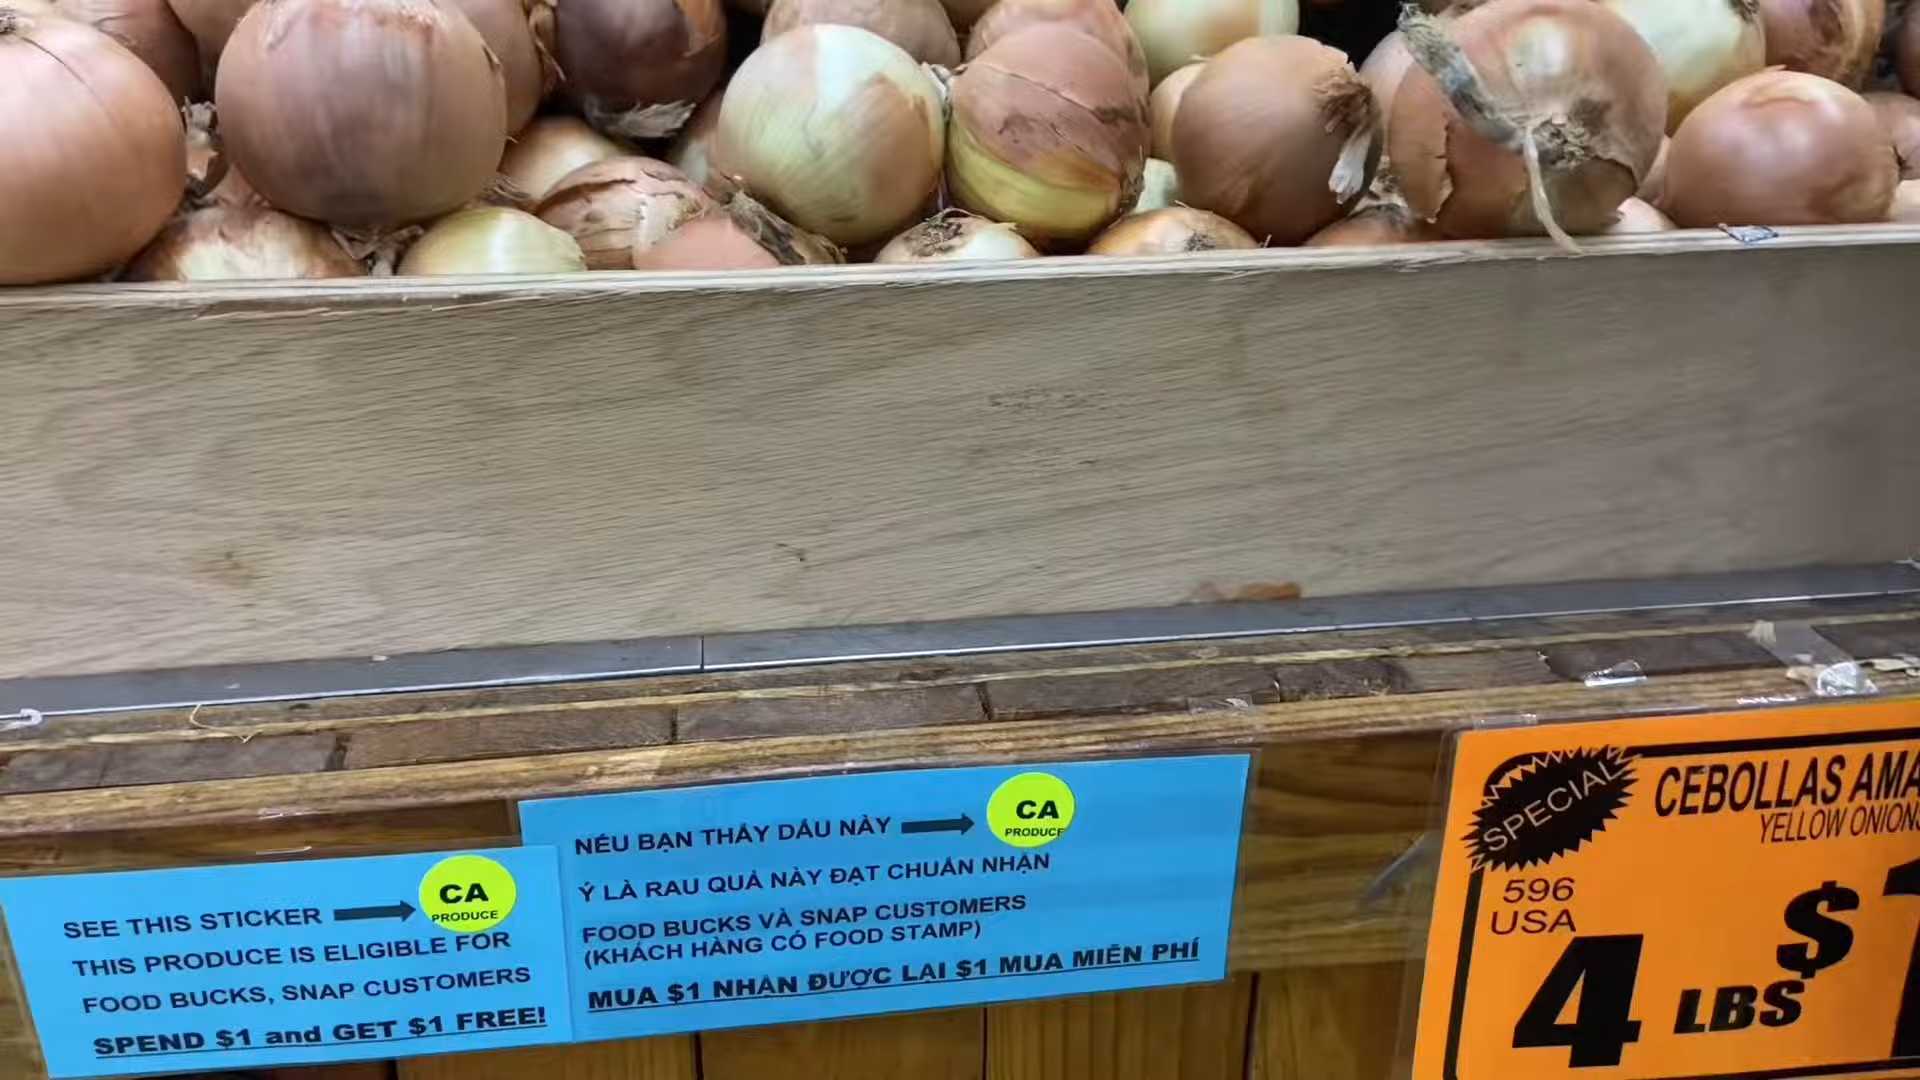 SEE THIS STICKER
CA
PRODUCE
THIS PRODUCE IS ELIGIBLE FOR
FOOD BUCKS, SNAP CUSTOMERS
SPEND $1 and GET $1 FREE!
NẾU BẠN THẤY DẤU NÀY
CA
PRODUCE
Ý LÀ RAU QUẢ NÀY ĐẠT CHUẨN NHẬN
FOOD BUCKS VÀ SNAP CUSTOMERS
(KHÁCH HÀNG CÓ FOOD STAMP)
MUA $1 NHẬN ĐƯỢC LẠI $1 MUA MIỄN PHÍ
SPECIAL
CEBOLLAS AMA
YELLOW ONIONS
596
USA
4 LBS $1